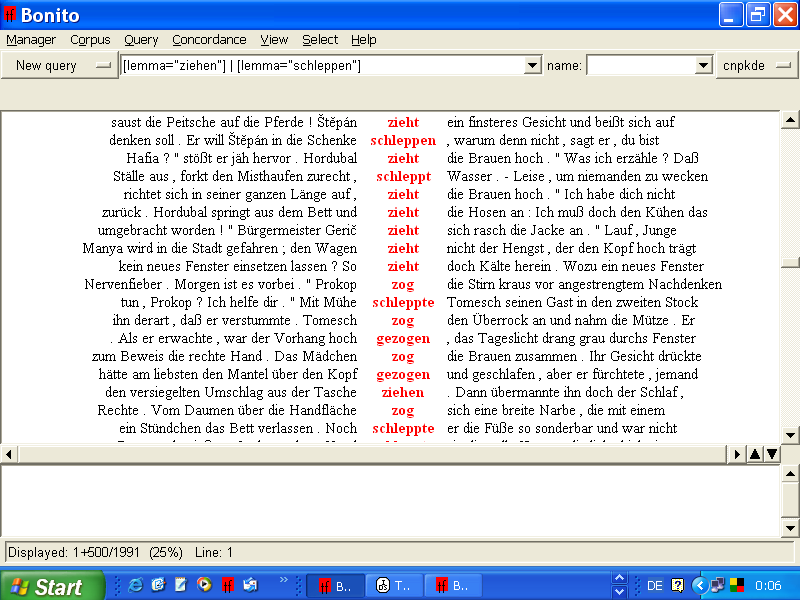 Bonito
Manager Corpus Query Concordance View Select Help
New query [lemma="ziehen"] | [lemma="schleppen"] name: cnpkde
saust die Peitsche auf die Pferde ! Štěpán zieht ein finsteres Gesicht und beißt sich auf
denken soll . Er will Štěpán in die Schenke schleppen , warum denn nicht , sagt er , du bist
Hafia ? " stößt er jäh hervor . Hordubal zieht die Brauen hoch . " Was ich erzähle ? Daß
Ställe aus , forkt den Misthaufen zurecht , schleppt Wasser . - Leise , um niemanden zu wecken
richtet sich in seiner ganzen Länge auf , zieht die Brauen hoch . " Ich habe dich nicht
zurück . Hordubal springt aus dem Bett und zieht die Hosen an : Ich muß doch den Kühen das
umgebracht worden ! " Bürgermeister Gerič zieht sich rasch die Jacke an . " Lauf , Junge
Manya wird in die Stadt gefahren ; den Wagen zieht nicht der Hengst , der den Kopf hoch trägt
kein neues Fenster einsetzen lassen ? So zieht doch Kälte herein . Wozu ein neues Fenster
Nervenfieber . Morgen ist es vorbei . " Prokop zog die Stirn kraus vor angestrengtem Nachdenken
tun , Prokop ? Ich helfe dir . " Mit Mühe schleppte Tomesch seinen Gast in den zweiten Stock
ihn derart , daß er verstummte . Tomesch zog den Überrock an und nahm die Mütze . Er
. Als er erwachte , war der Vorhang hoch gezogen , das Tageslicht drang grau durchs Fenster
zum Beweis die rechte Hand . Das Mädchen zog die Brauen zusammen . Ihr Gesicht drückte
hätte am liebsten den Mantel über den Kopf gezogen und geschlafen , aber er fürchtete , jemand
den versiegelten Umschlag aus der Tasche ziehen . Dann übermannte ihn doch der Schlaf ,
Rechte . Vom Daumen über die Handfläche zog sich eine breite Narbe , die mit einem
ein Stündchen das Bett verlassen . Noch schleppte er die Füße so sonderbar und war nicht
Displayed: 1+500/1991 (25%) Line: 1
Start B.. T.. B.. DE 0:06